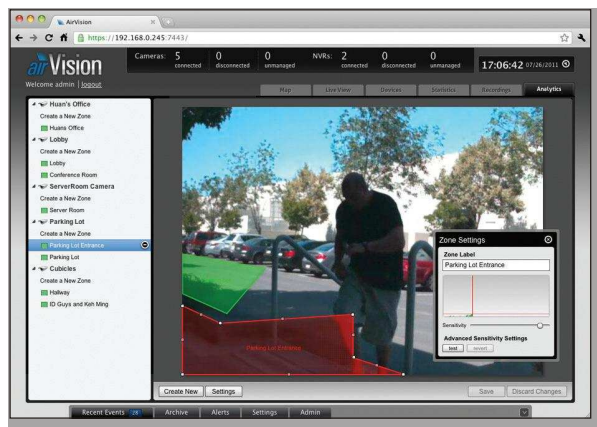 AirVision
https://192.168.0.245:7443/
airVision
Welcome admin | logout
Cameras: 5 connected 0 disconnected 0 unmanaged NVRs: 2 connected 0 disconnected 0 unmanaged
17:06:42 07/26/2011
Map Live View Devices Statistics Recordings Analytics
Huan's Office
Create a New Zone
Huans Office
Lobby
Create a New Zone
Lobby
Conference Room
ServerRoom Camera
Create a New Zone
Server Room
Parking Lot
Create a New Zone
Parking Lot Entrance
Parking Lot
Cubicles
Create a New Zone
Hallway
ID Guys and Keh Ming
Parking Lot Entrance
Zone Settings
Zone Label
Parking Lot Entrance
Sensitivity
Advanced Sensitivity Settings
test revert
Create New Settings Save Discard Changes
Recent Events 28 Archive Alerts Settings Admin